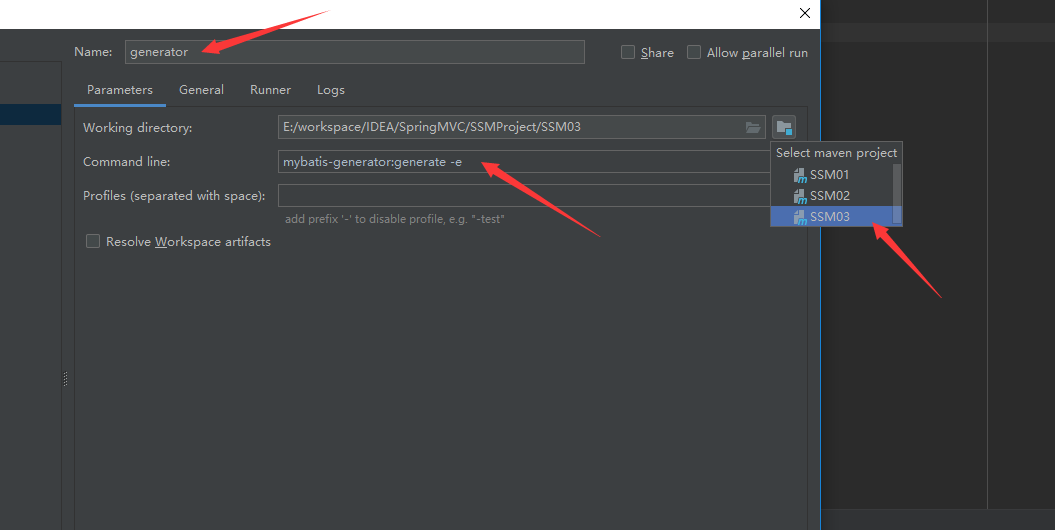 Name: generator Share Allow parallel run
Parameters General Runner Logs
Working directory: E:/workspace/IDEA/SpringMVC/SSMProject/SSM03
Select maven project
Command line: mybatis-generator:generate -e
SSM01
Profiles (separated with space):
SSM02
add prefix '-' to disable profile, e.g. "-test"
SSM03
Resolve Workspace artifacts